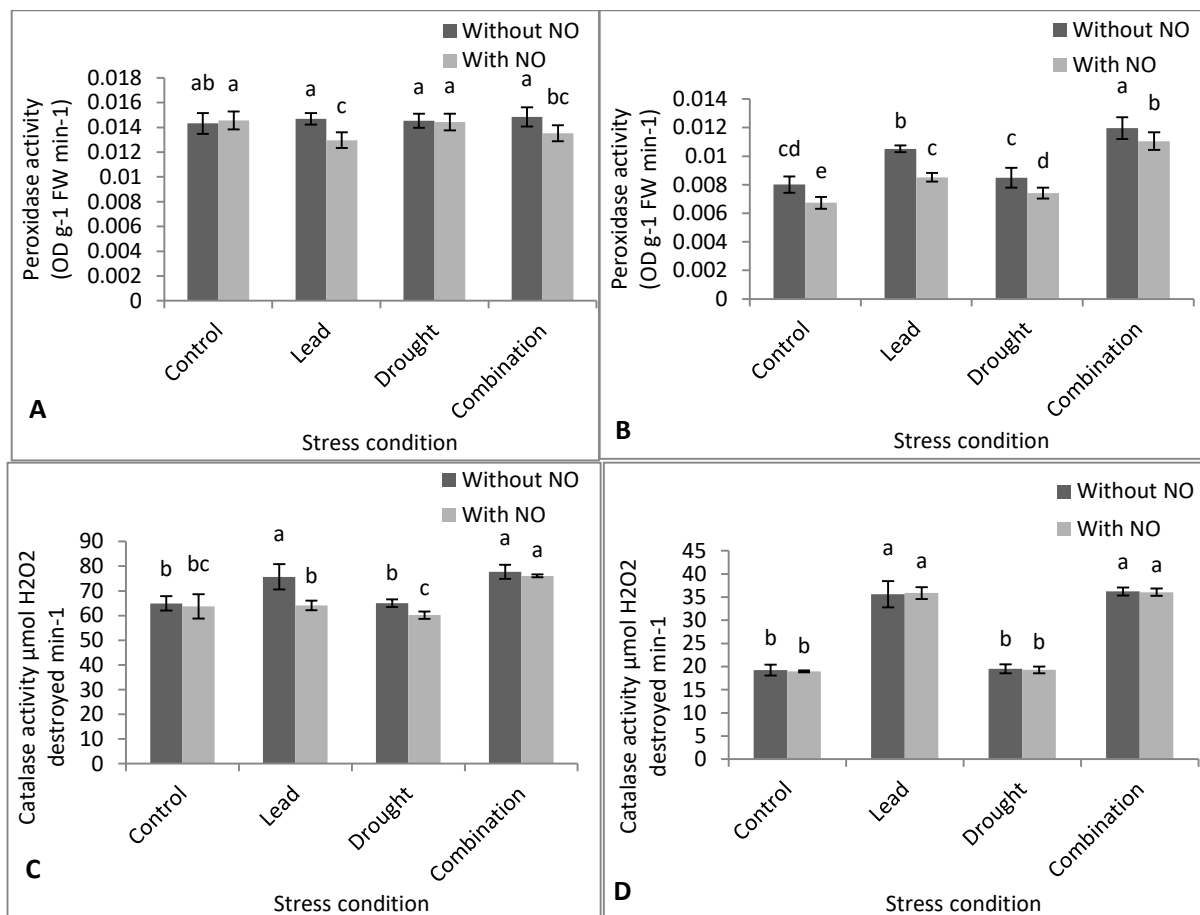 Without NO
With NO
Peroxidase activity
(OD g-1 FW min-1)
0.018
0.016
0.014
0.012
0.01
0.008
0.006
0.004
0.002
0
ab
a
a
c
a
a
a
bc
Control
Lead
Drought
Combination
A
Stress condition
Without NO
With NO
Peroxidase activity
(OD g-1 FW min-1)
0.014
0.012
0.01
0.008
0.006
0.004
0.002
0
cd
e
b
c
c
d
a
b
Control
Lead
Drought
Combination
B
Stress condition
Without NO
With NO
Catalase activity µmol H2O2
destroyed min-1
90
80
70
60
50
40
30
20
10
0
b
bc
a
b
b
c
a
a
Control
Lead
Drought
Combination
C
Stress condition
Without NO
With NO
Catalase activity µmol H2O2
destroyed min-1
45
40
35
30
25
20
15
10
5
0
b
b
a
a
b
b
a
a
Control
Lead
Drought
Combination
D
Stress condition